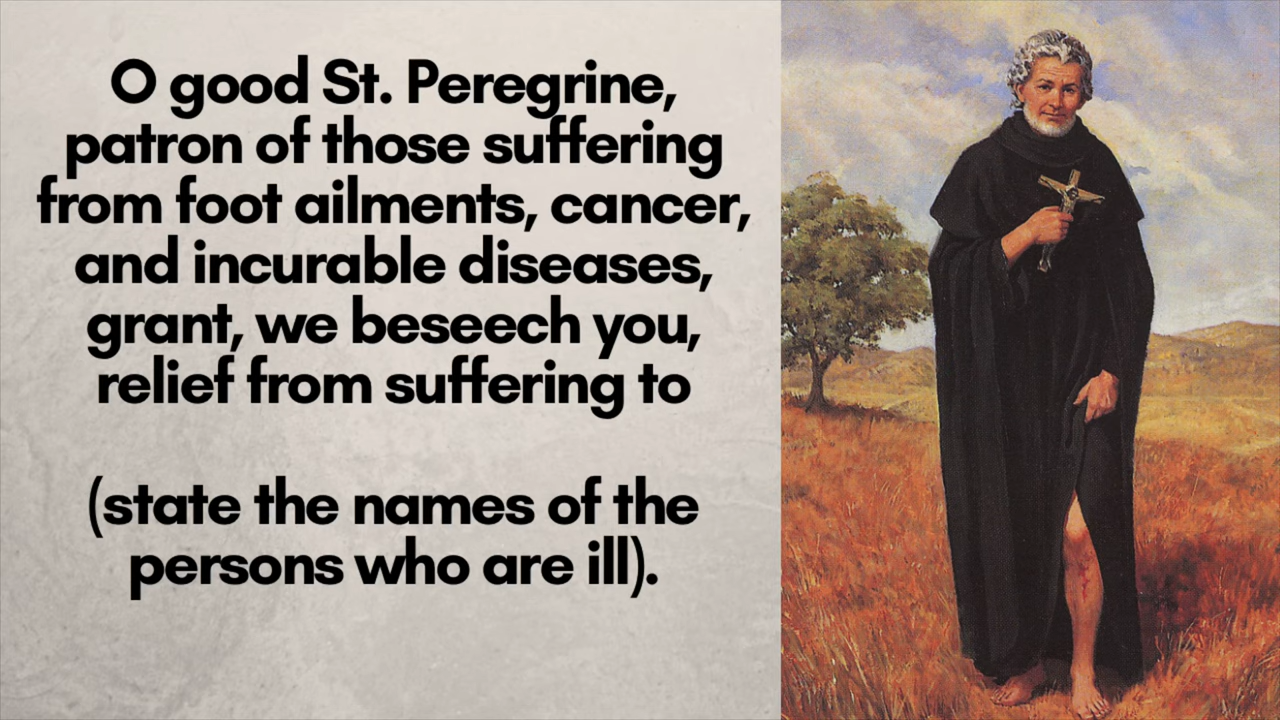 O good St. Peregrine,
patron of those suffering
from foot ailments, cancer,
and incurable diseases,
grant, we beseech you,
relief from suffering to
(state the names of the
persons who are ill).